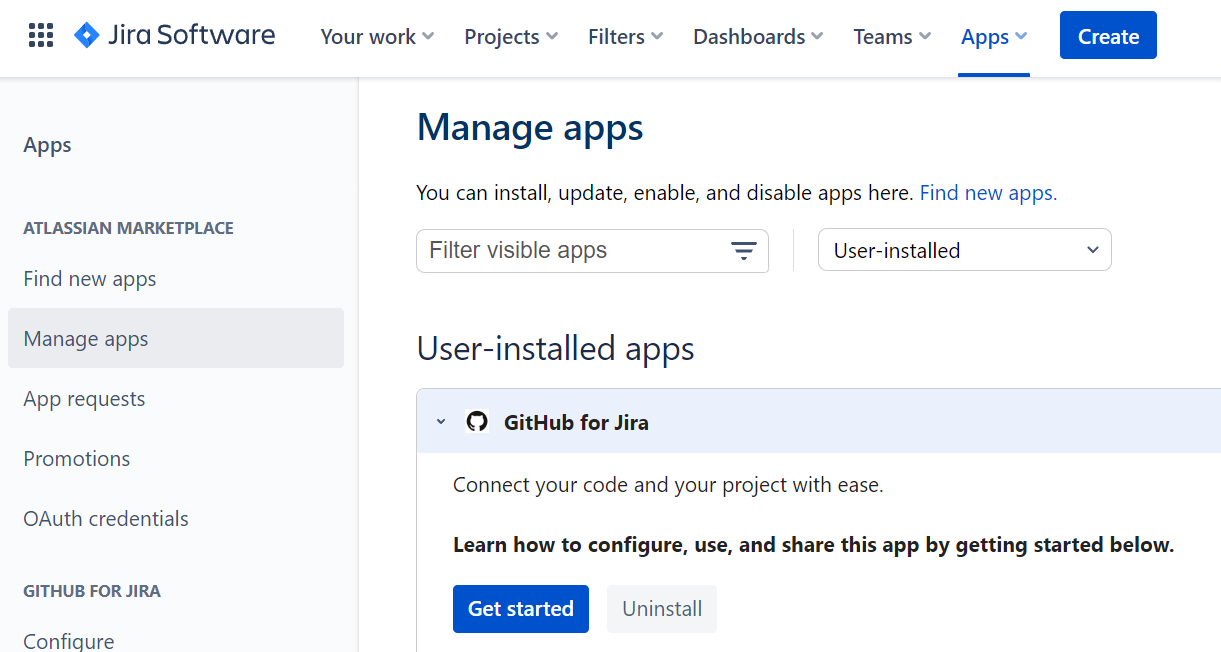 Jira Software Your work Projects Filters Dashboards Teams Apps Create
Apps
ATLASSIAN MARKETPLACE
Find new apps
Manage apps
App requests
Promotions
OAuth credentials
GITHUB FOR JIRA
Configure
Manage apps
You can install, update, enable, and disable apps here. Find new apps.
Filter visible apps User-installed
User-installed apps
GitHub for Jira
Connect your code and your project with ease.
Learn how to configure, use, and share this app by getting started below.
Get started Uninstall